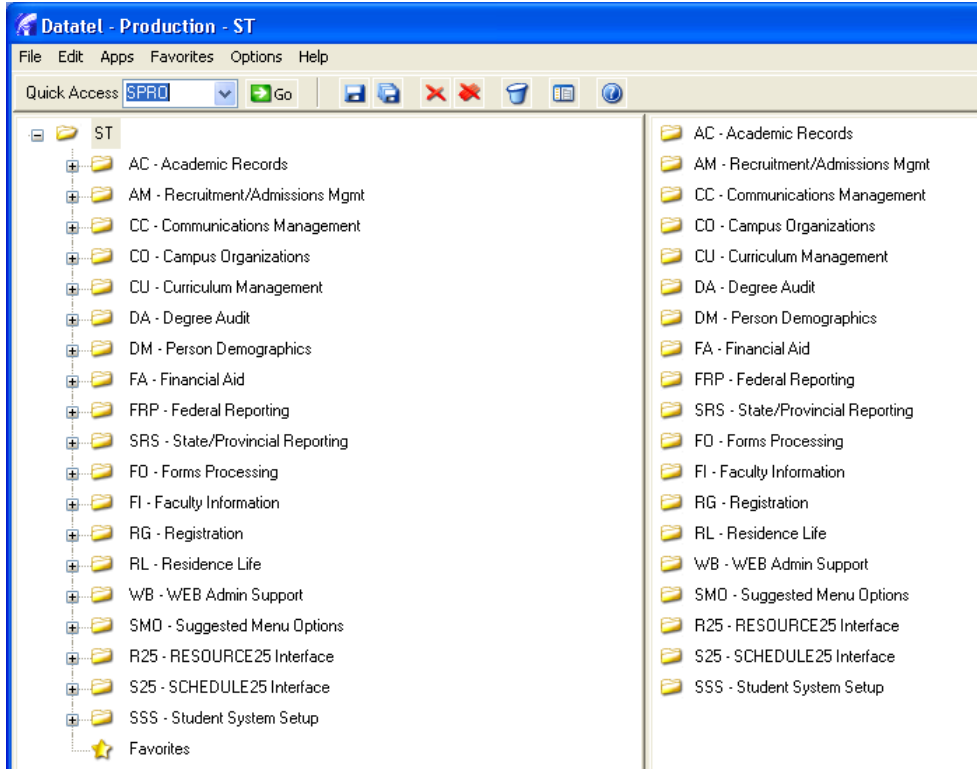 Datatel - Production - ST
File Edit Apps Favorites Options Help
Quick Access SPRO Go
ST
AC - Academic Records
AM - Recruitment/Admissions Mgmt
CC - Communications Management
CO - Campus Organizations
CU - Curriculum Management
DA - Degree Audit
DM - Person Demographics
FA - Financial Aid
FRP - Federal Reporting
SRS - State/Provincial Reporting
FO - Forms Processing
FI - Faculty Information
RG - Registration
RL - Residence Life
WB - WEB Admin Support
SMO - Suggested Menu Options
R25 - RESOURCE25 Interface
S25 - SCHEDULE25 Interface
SSS - Student System Setup
Favorites
AC - Academic Records
AM - Recruitment/Admissions Mgmt
CC - Communications Management
CO - Campus Organizations
CU - Curriculum Management
DA - Degree Audit
DM - Person Demographics
FA - Financial Aid
FRP - Federal Reporting
SRS - State/Provincial Reporting
FO - Forms Processing
FI - Faculty Information
RG - Registration
RL - Residence Life
WB - WEB Admin Support
SMO - Suggested Menu Options
R25 - RESOURCE25 Interface
S25 - SCHEDULE25 Interface
SSS - Student System Setup